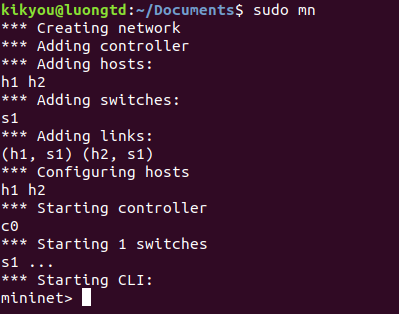 kikyou@luongtd:~/Documents$ sudo mn
*** Creating network
*** Adding controller
*** Adding hosts:
h1 h2
*** Adding switches:
s1
*** Adding links:
(h1, s1) (h2, s1)
*** Configuring hosts
h1 h2
*** Starting controller
c0
*** Starting 1 switches
s1 ...
*** Starting CLI:
mininet>